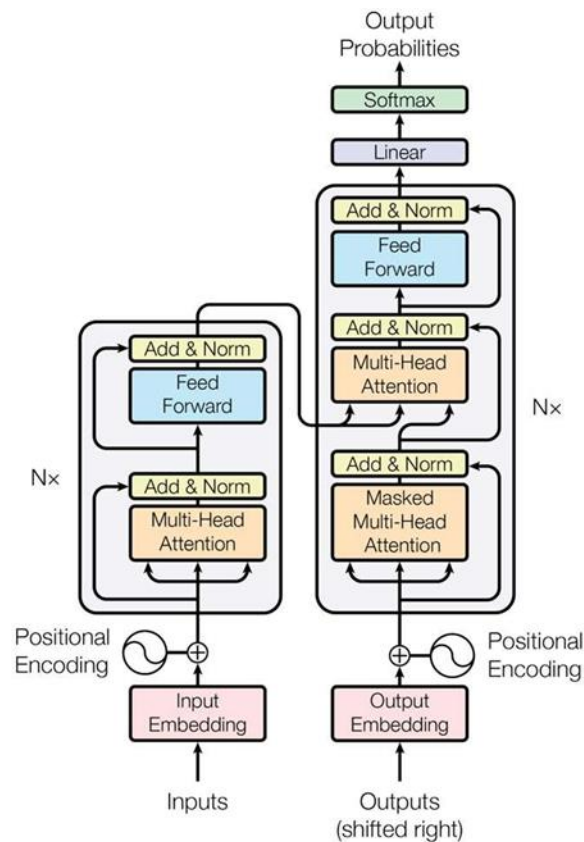 Output
Probabilities
Softmax
Linear
Add & Norm
Feed
Forward
Add & Norm
Multi-Head
Attention
Nx
Add & Norm
Masked
Multi-Head
Attention
Add & Norm
Feed
Forward
Nx
Add & Norm
Multi-Head
Attention
Positional
Encoding
Positional
Encoding
Input
Embedding
Output
Embedding
Inputs
Outputs
(shifted right)